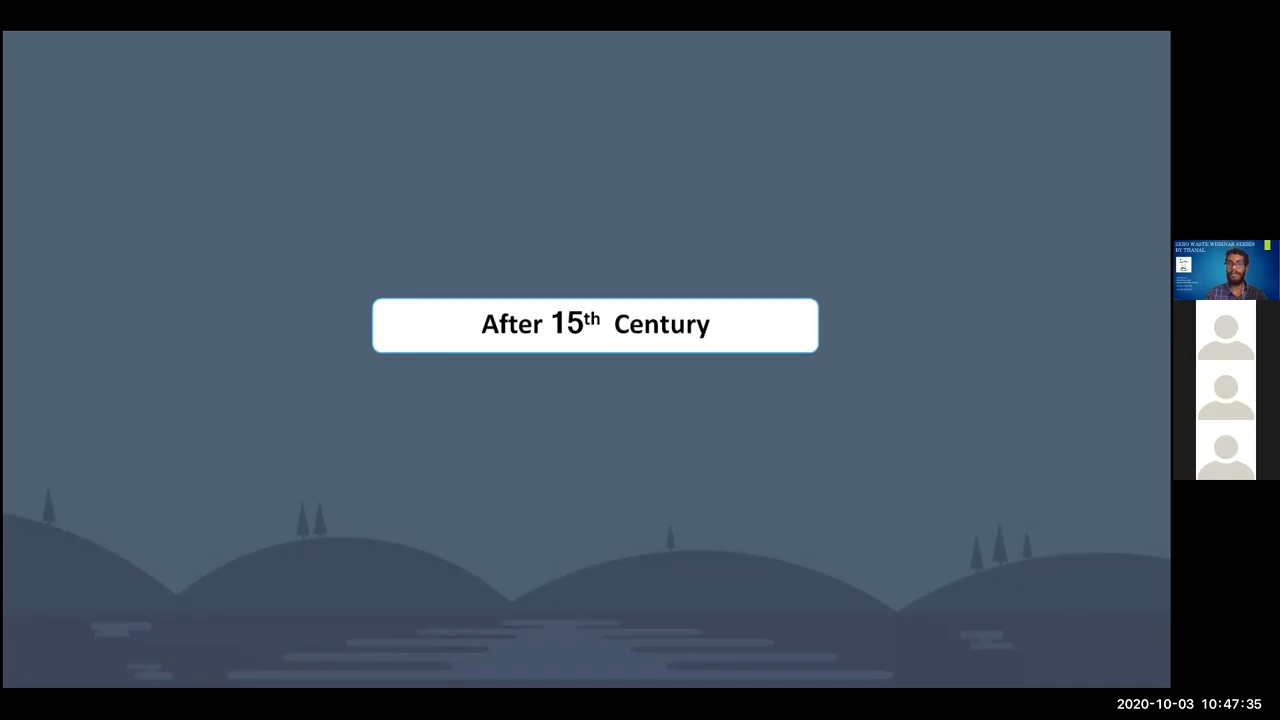 After 15th Century
ZERO WASTE WEBINAR SERIES
BY THANAL
2020-10-03 10:47:35